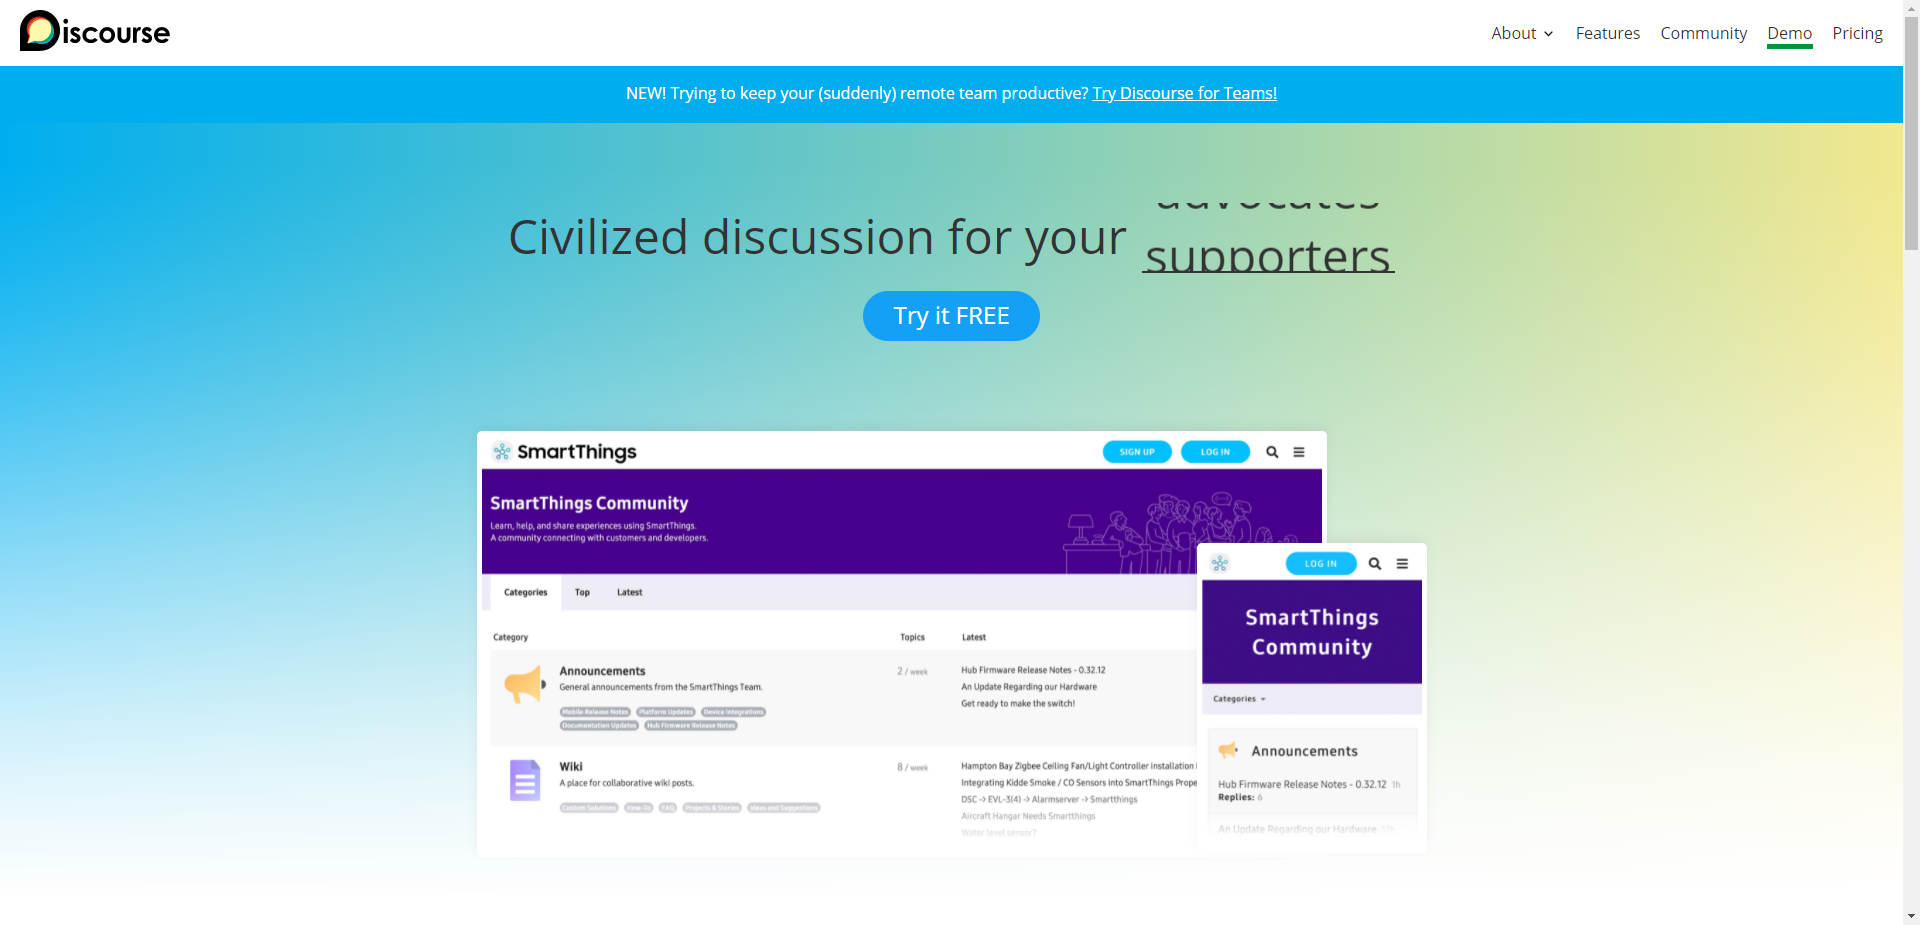 Discourse
About
Features
Community
Demo
Pricing
NEW! Trying to keep your (suddenly) remote team productive? Try Discourse for Teams!
advocates
Civilized discussion for your supporters
Try it FREE
SmartThings
SIGN UP
LOG IN
SmartThings Community
Learn, help, and share experiences using SmartThings.
A community connecting with customers and developers.
Categories
Top
Latest
Category
Topics
Latest
Announcements
General announcements from the SmartThings Team.
Mobile Release Notes
Platform Updates
Device Integrations
Documentation Updates
Hub Firmware Release Notes
2 / week
Hub Firmware Release Notes - 0.32.12
An Update Regarding our Hardware
Get ready to make the switch!
Wiki
A place for collaborative wiki posts.
Custom Solutions
How-To
FAQ
Projects & Stories
Ideas and Suggestions
8 / week
Hampton Bay Zigbee Ceiling Fan/Light Controller installation
Integrating Kidde Smoke / CO Sensors into SmartThings Prope
DSC -> EVL-3(4) -> Alarmserver -> Smartthings
Aircraft Hangar Needs Smartthings
Water level sensor?
LOG IN
SmartThings
Community
Categories
Announcements
Hub Firmware Release Notes - 0.32.12 1h
Replies: 6
An Update Regarding our Hardware 17h